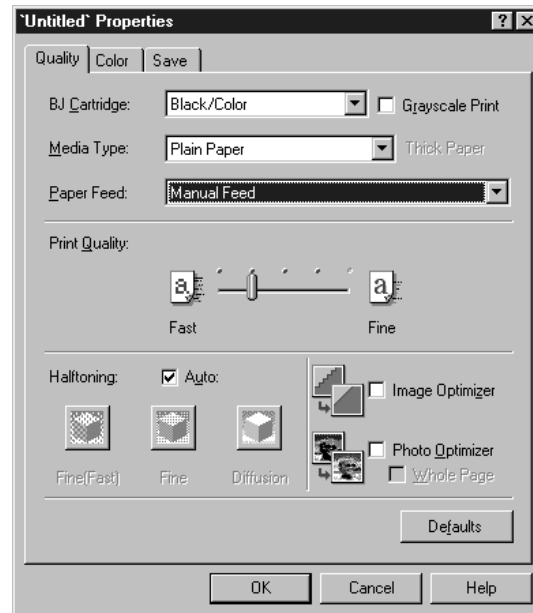 `Untitled` Properties
Quality Color Save
BJ Cartridge: Black/Color Grayscale Print
Media Type: Plain Paper Thick Paper
Paper Feed: Manual Feed
Print Quality:
a a
Fast Fine
Halftoning: Auto:
Image Optimizer
Photo Optimizer
Whole Page
Fine(Fast) Fine Diffusion
Defaults
OK Cancel Help